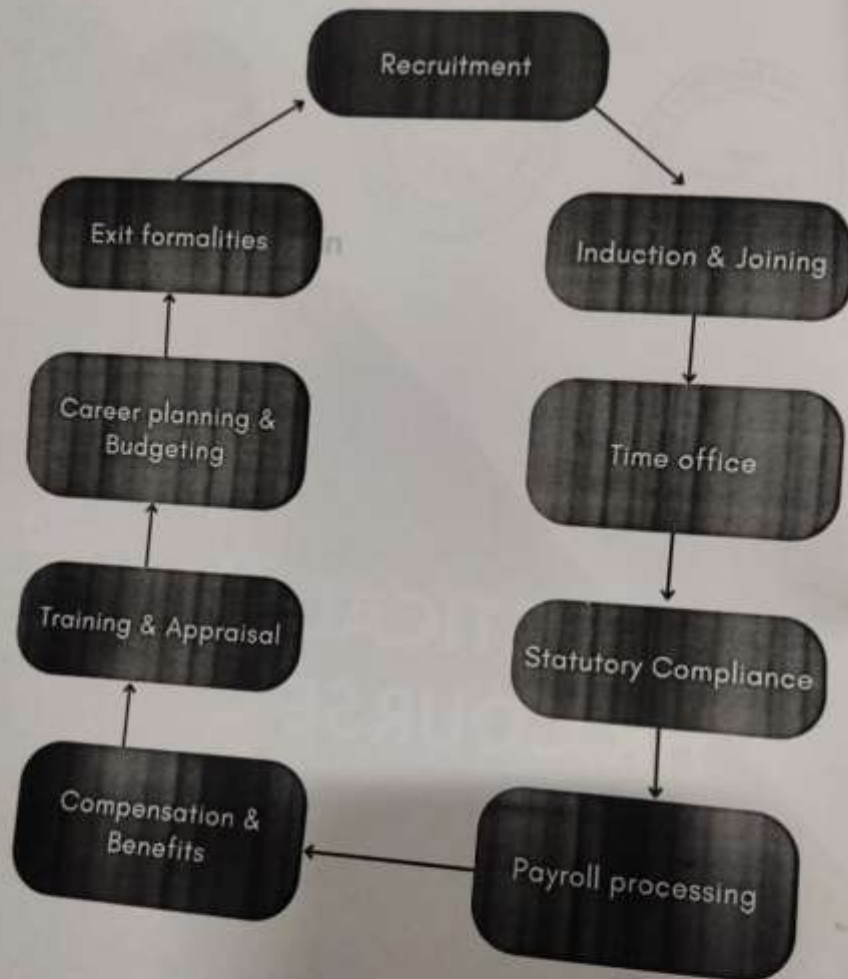 Recruitment
Induction & Joining
Time office
Statutory Compliance
Payroll processing
Compensation &
Benefits
Training & Appraisal
Career planning &
Budgeting
Exit formalities